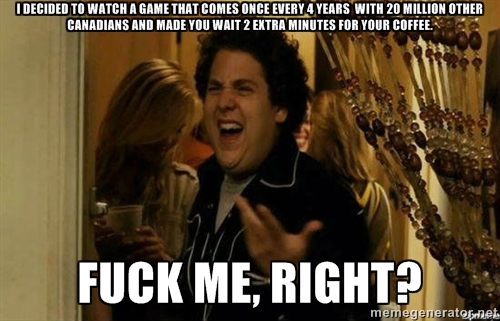 I DECIDED TO WATCH A GAME THAT COMES ONCE EVERY 4 YEARS WITH 20 MILLION OTHER
CANADIANS AND MADE YOU WAIT 2 EXTRA MINUTES FOR YOUR COFFEE.
FUCK ME, RIGHT?
memegenerator.net